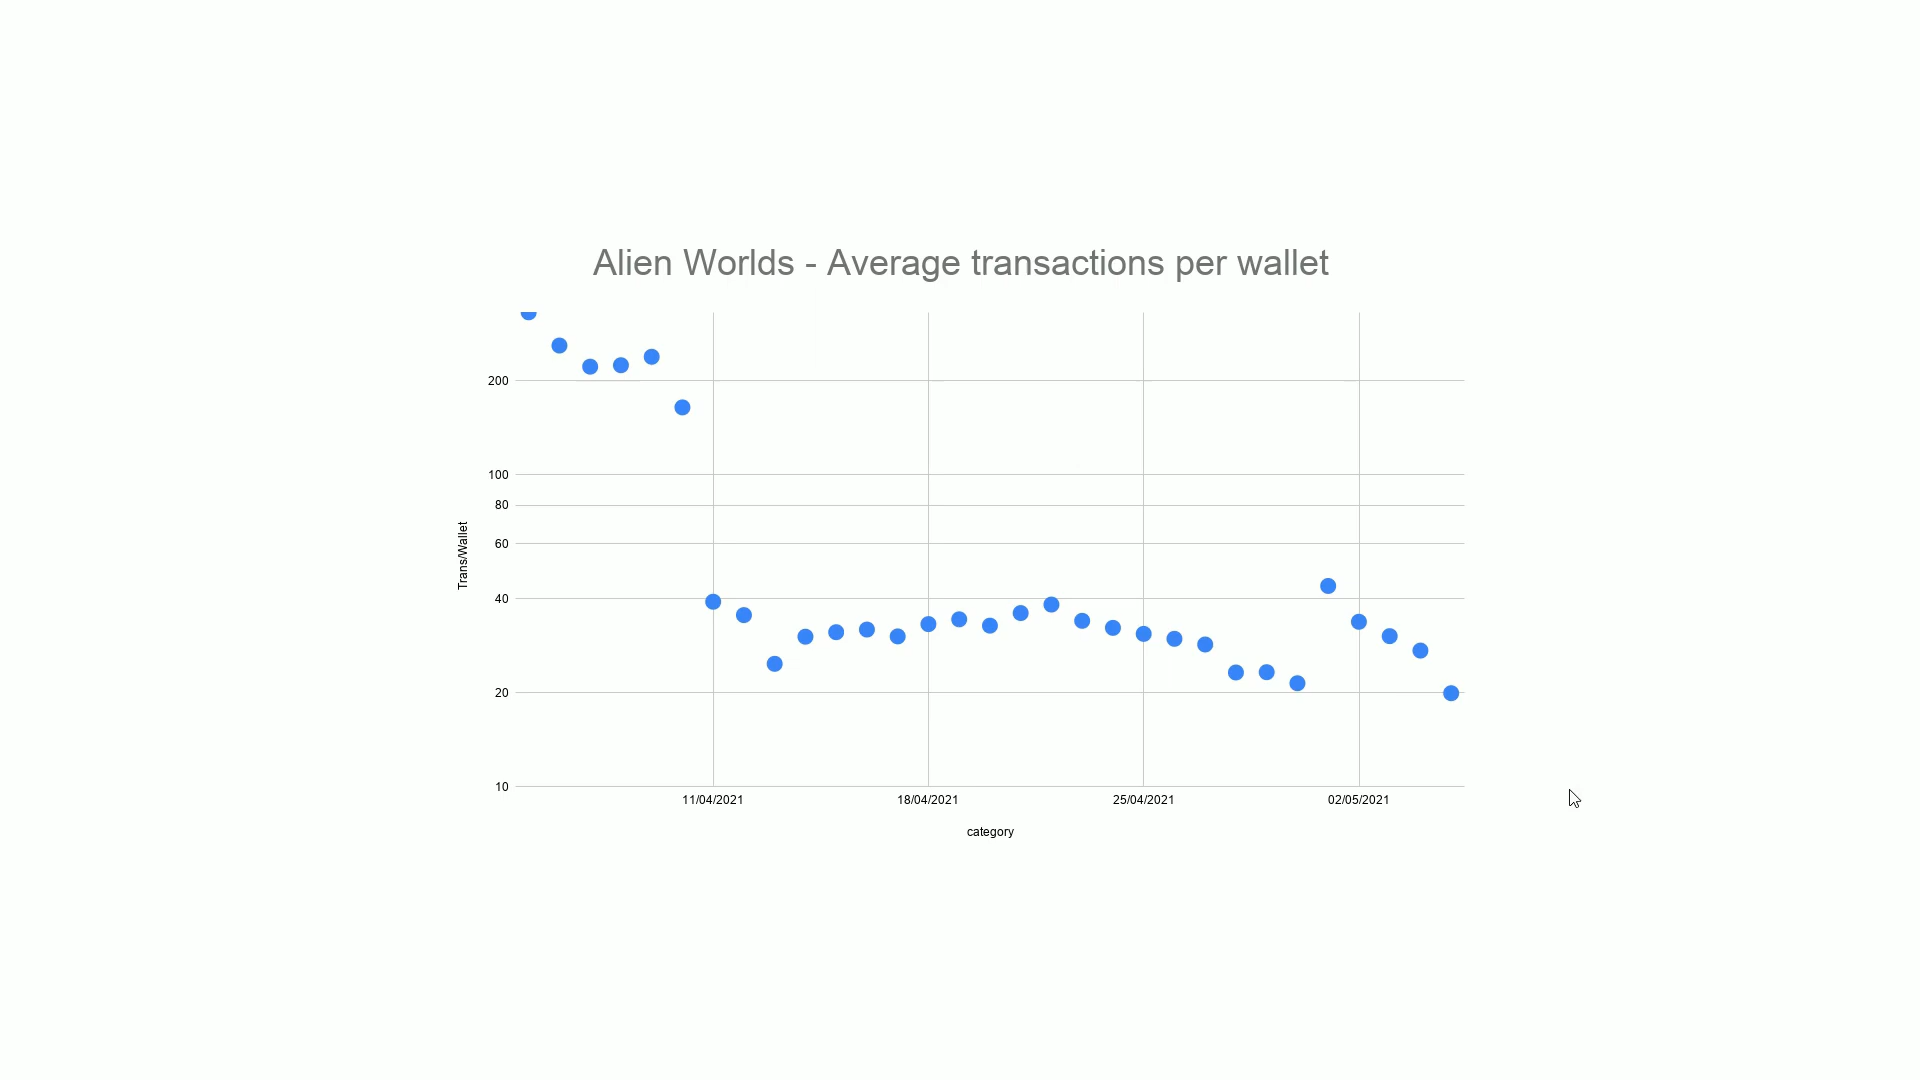 Alien Worlds - Average transactions per wallet
200
100
80
60
40
20
10
Trans/Wallet
11/04/2021 18/04/2021 25/04/2021 02/05/2021
category